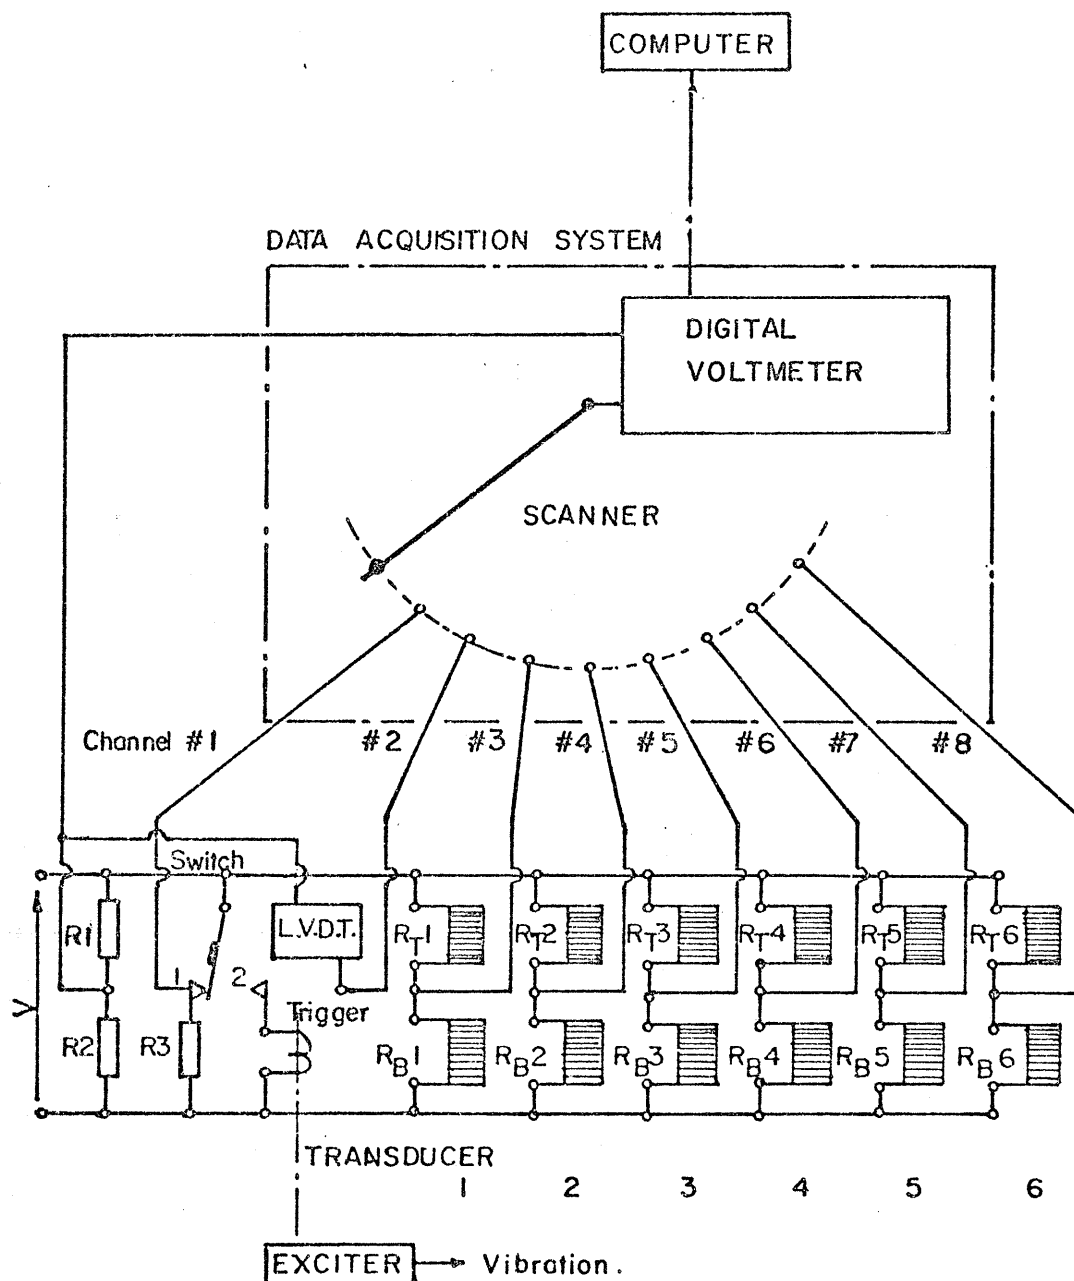 COMPUTER
DATA ACQUISITION SYSTEM
DIGITAL
VOLTMETER
SCANNER
Channel #1 #2 #3 #4 #5 #6 #7 #8
Switch
R1 L.V.D.T. RT1 RT2 RT3 RT4 RT5 RT6
1 2
V Trigger
R2 R3 RB1 RB2 RB3 RB4 RB5 RB6
TRANSDUCER
1 2 3 4 5 6
EXCITER Vibration.